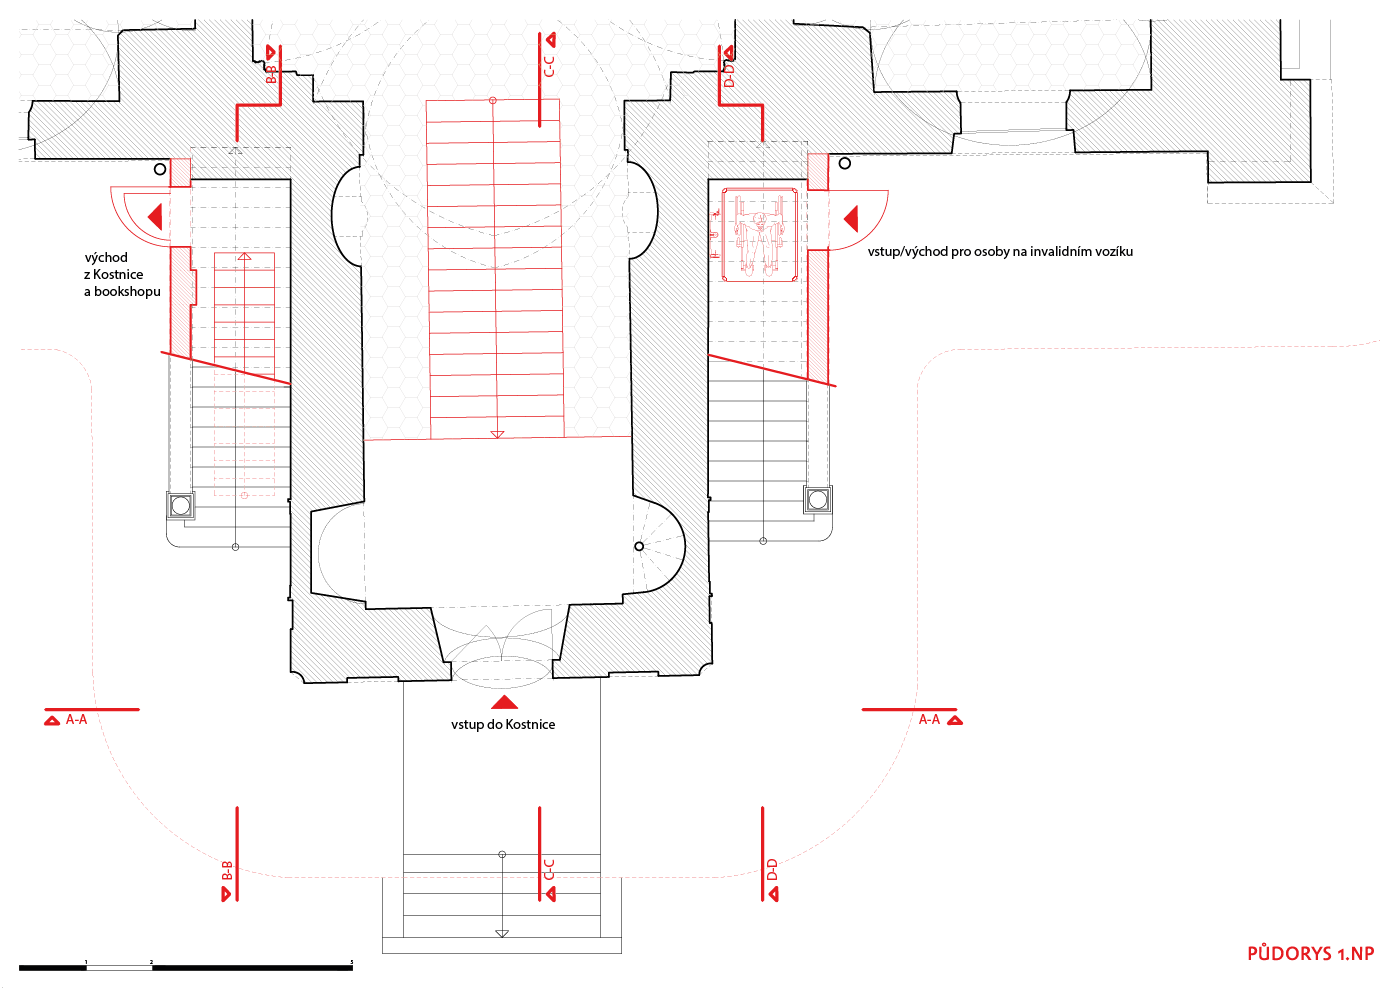 B-B
C-C
D-D
východ
z Kostnice
a bookshopu
vstup/východ pro osoby na invalidním vozíku
A-A
A-A
vstup do Kostnice
B-B
C-C
D-D
PŮDORYS 1.NP
1 2 5